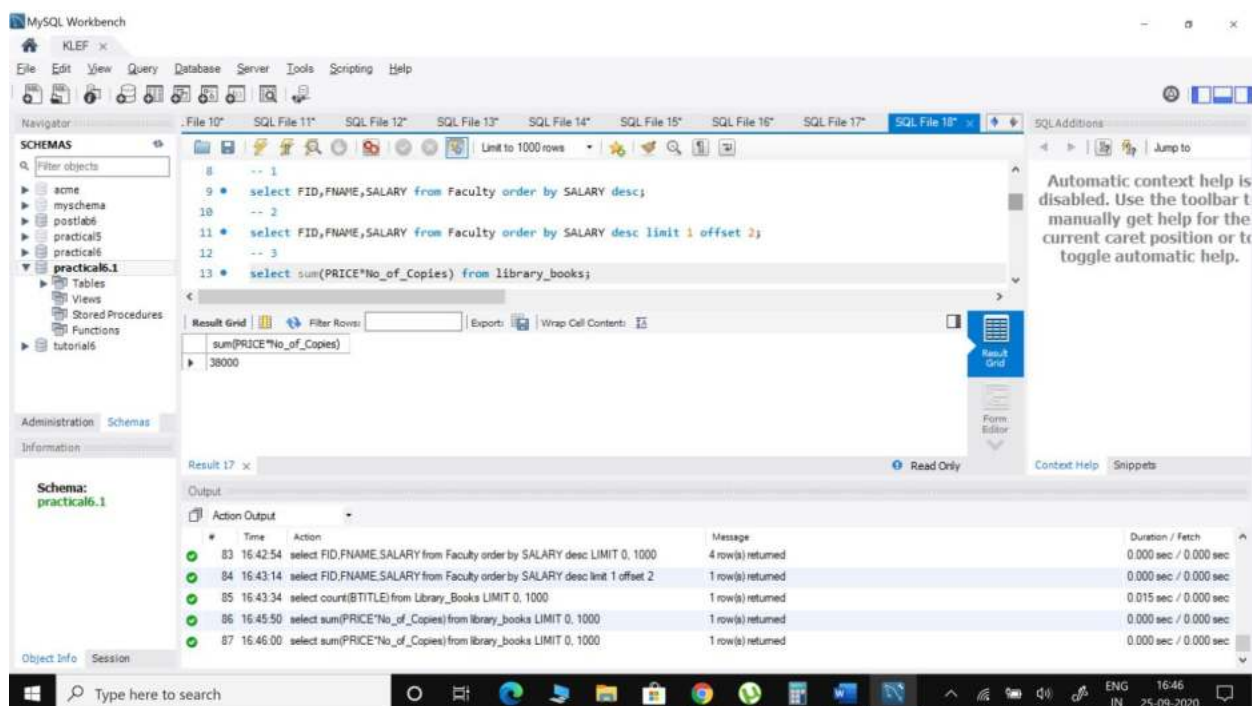 MySQL Workbench
KLEF ×
File Edit View Query Database Server Tools Scripting Help
Navigator
SCHEMAS
Filter objects
acme
myschema
postlab6
practical5
practical6
practical6.1
Tables
Views
Stored Procedures
Functions
tutorial6
Administration Schemas
Information
Schema:
practical6.1
Object Info Session
. File 10* SQL File 11* SQL File 12* SQL File 13* SQL File 14* SQL File 15* SQL File 16* SQL File 17* SQL File 18* ×
Limit to 1000 rows
8 -- 1
9 select FID,FNAME,SALARY from Faculty order by SALARY desc;
10 -- 2
11 select FID,FNAME,SALARY from Faculty order by SALARY desc limit 1 offset 2;
12 -- 3
13 select sum(PRICE*No_of_Copies) from library_books;
Result Grid Filter Rows: Export: Wrap Cell Content:
sum(PRICE*No_of_Copies)
38000
Result Grid
Form Editor
Result 17 × Read Only
Output
Action Output
# Time Action Message Duration / Fetch
83 16:42:54 select FID,FNAME,SALARY from Faculty order by SALARY desc LIMIT 0, 1000 4 row(s) returned 0.000 sec / 0.000 sec
84 16:43:14 select FID,FNAME,SALARY from Faculty order by SALARY desc limit 1 offset 2 1 row(s) returned 0.000 sec / 0.000 sec
85 16:43:34 select count(BTITLE) from Library_Books LIMIT 0, 1000 1 row(s) returned 0.015 sec / 0.000 sec
86 16:45:50 select sum(PRICE*No_of_Copies) from library_books LIMIT 0, 1000 1 row(s) returned 0.000 sec / 0.000 sec
87 16:46:00 select sum(PRICE*No_of_Copies) from library_books LIMIT 0, 1000 1 row(s) returned 0.000 sec / 0.000 sec
SQLAdditions
Jump to
Automatic context help is
disabled. Use the toolbar t
manually get help for the
current caret position or to
toggle automatic help.
Context Help Snippets
Type here to search
ENG
IN
16:46
25-09-2020